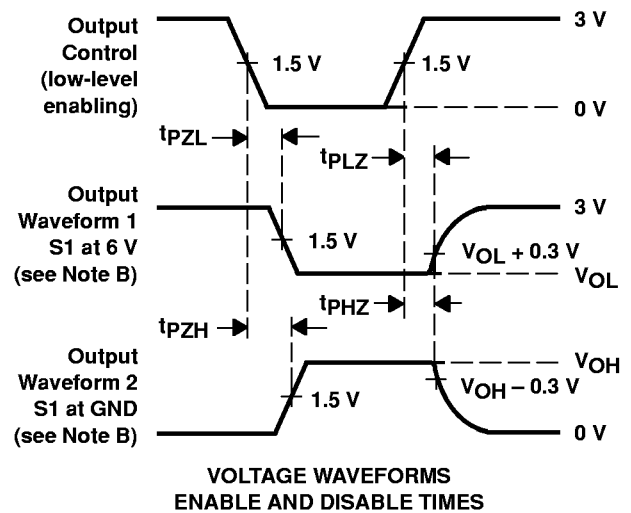 Output
Control
(low-level
enabling)
1.5 V
1.5 V
3 V
0 V
tPZL
tPLZ
Output
Waveform 1
S1 at 6 V
(see Note B)
1.5 V
3 V
VOL + 0.3 V
VOL
tPZH
tPHZ
Output
Waveform 2
S1 at GND
(see Note B)
1.5 V
VOH
VOH – 0.3 V
0 V
VOLTAGE WAVEFORMS
ENABLE AND DISABLE TIMES